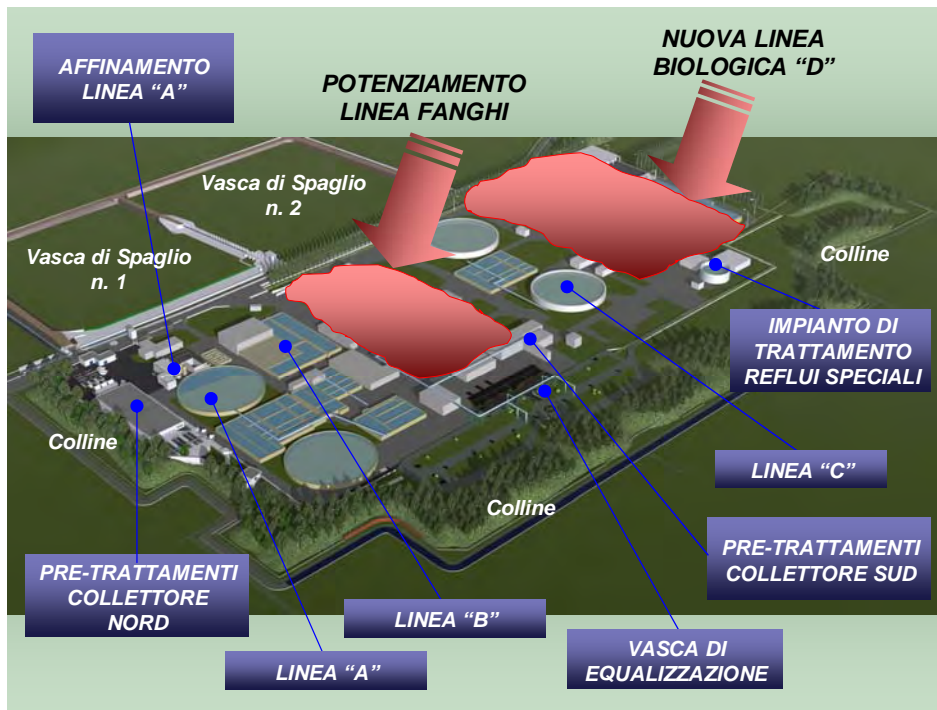 AFFINAMENTO
LINEA “A”
POTENZIAMENTO
LINEA FANGHI
NUOVA LINEA
BIOLOGICA “D”
Vasca di Spaglio
n. 2
Vasca di Spaglio
n. 1
Colline
IMPIANTO DI
TRATTAMENTO
REFLUI SPECIALI
Colline
LINEA “C”
Colline
PRE-TRATTAMENTI
COLLETTORE SUD
PRE-TRATTAMENTI
COLLETTORE
NORD
LINEA “B”
VASCA DI
EQUALIZZAZIONE
LINEA “A”